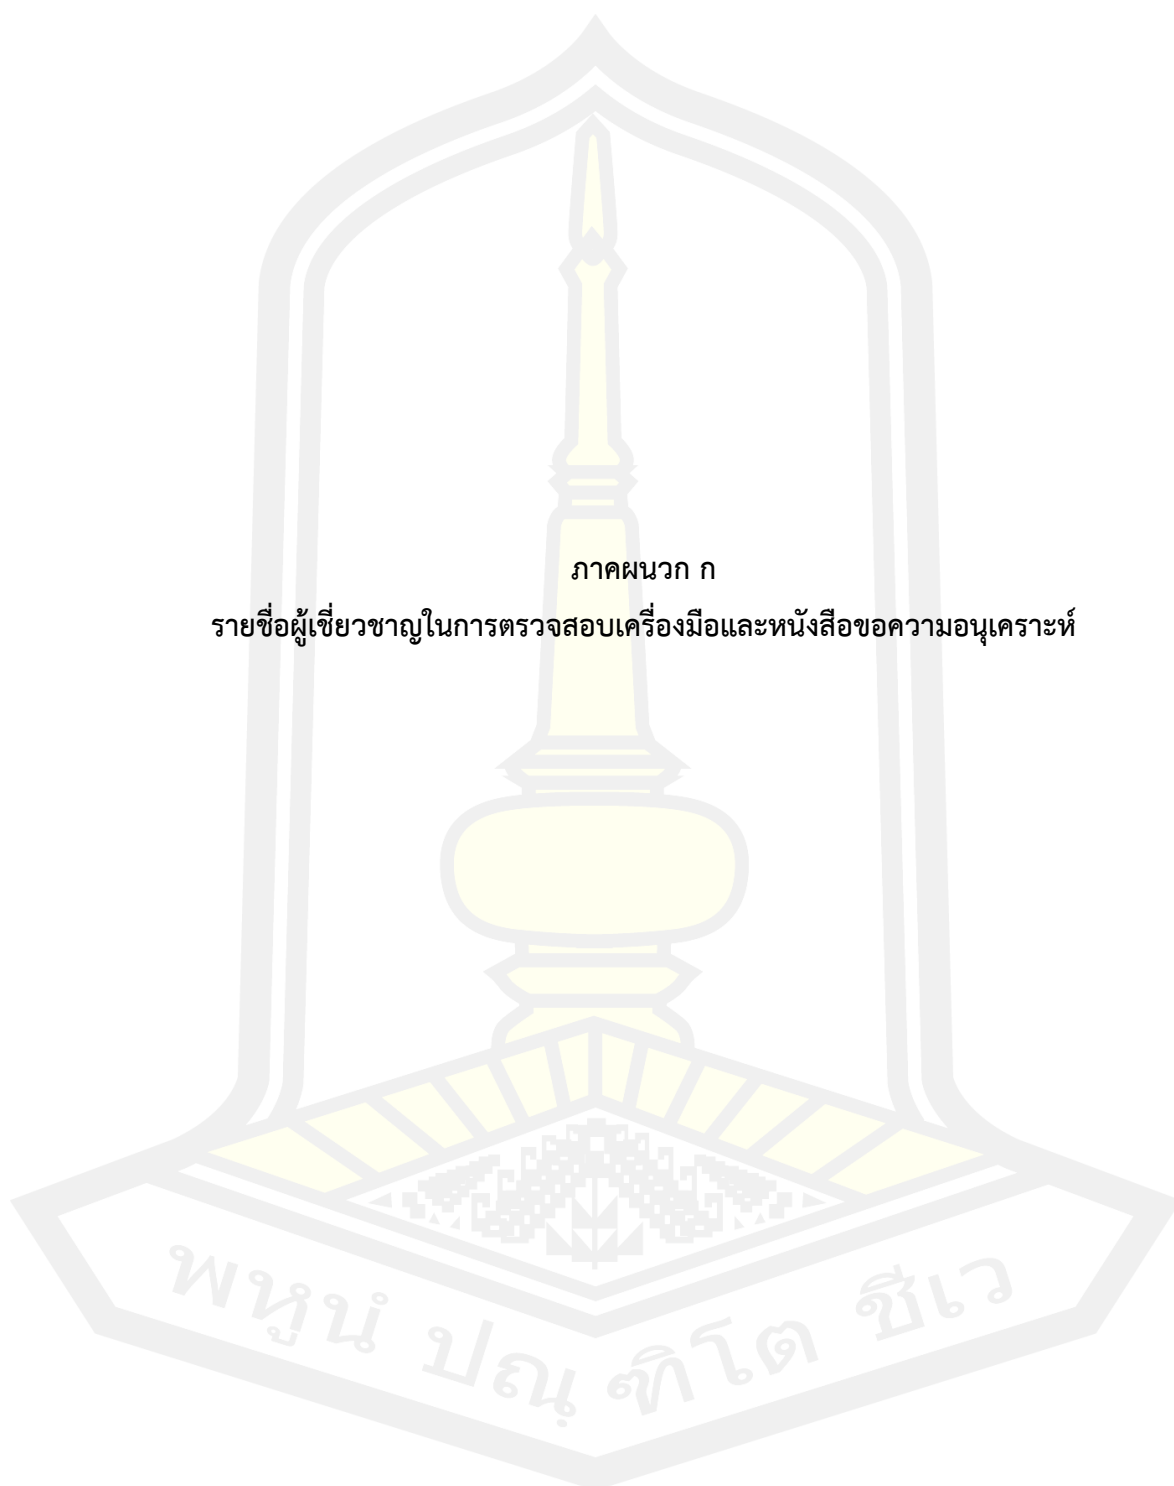 ภาคผนวก ก
รายชื่อผู้เชี่ยวชาญในการตรวจสอบเครื่องมือและหนังสือขอความอนุเคราะห์
พหูนํ ปณฺฑิโต ชีเว